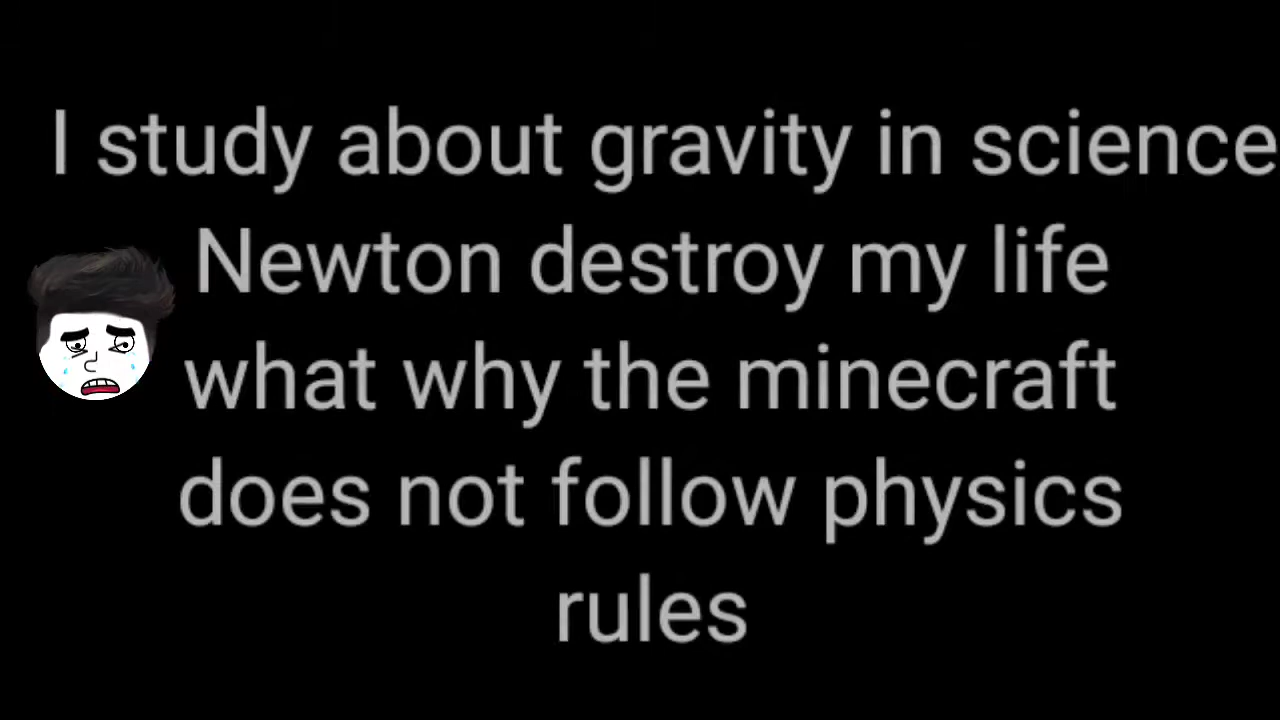 I study about gravity in science
Newton destroy my life
what why the minecraft
does not follow physics
rules